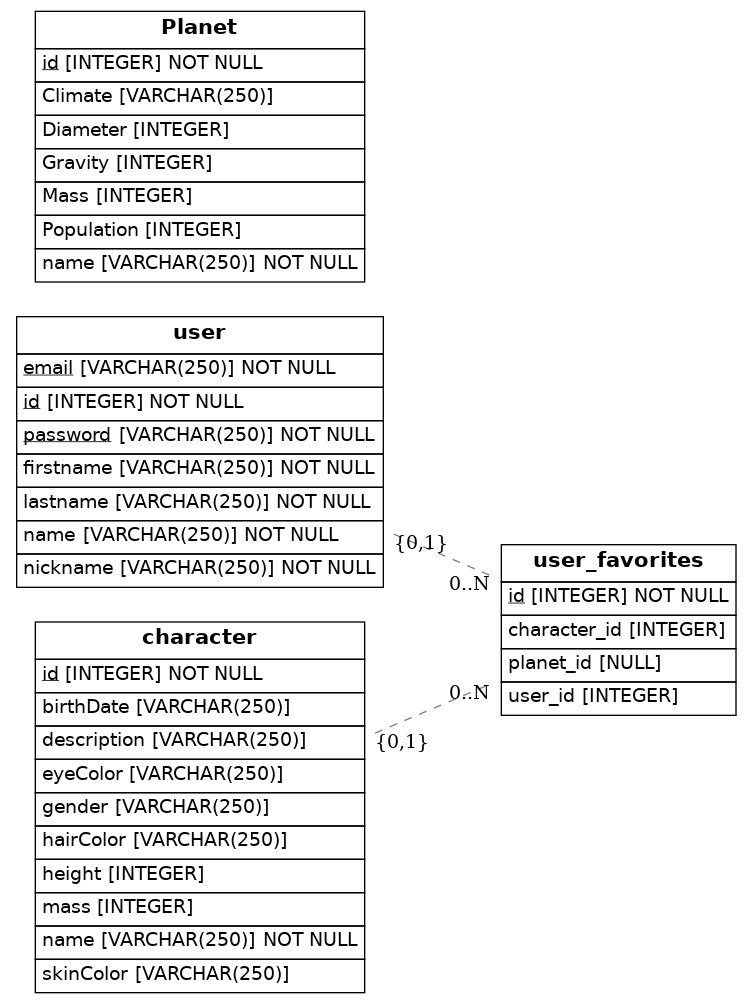 Planet
id [INTEGER] NOT NULL
Climate [VARCHAR(250)]
Diameter [INTEGER]
Gravity [INTEGER]
Mass [INTEGER]
Population [INTEGER]
name [VARCHAR(250)] NOT NULL
user
email [VARCHAR(250)] NOT NULL
id [INTEGER] NOT NULL
password [VARCHAR(250)] NOT NULL
firstname [VARCHAR(250)] NOT NULL
lastname [VARCHAR(250)] NOT NULL
name [VARCHAR(250)] NOT NULL
nickname [VARCHAR(250)] NOT NULL
{0,1}
0..N
user_favorites
id [INTEGER] NOT NULL
character_id [INTEGER]
planet_id [NULL]
user_id [INTEGER]
0..N
{0,1}
character
id [INTEGER] NOT NULL
birthDate [VARCHAR(250)]
description [VARCHAR(250)]
eyeColor [VARCHAR(250)]
gender [VARCHAR(250)]
hairColor [VARCHAR(250)]
height [INTEGER]
mass [INTEGER]
name [VARCHAR(250)] NOT NULL
skinColor [VARCHAR(250)]